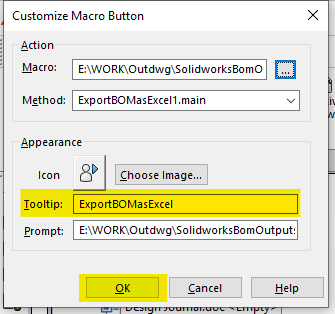 Customize Macro Button
Action
Macro: E:\WORK\Outdwg\SolidworksBomO ...
Method: ExportBOMasExcel1.main
Appearance
Icon Choose Image...
Tooltip: ExportBOMasExcel
Prompt: E:\WORK\Outdwg\SolidworksBomOutput
OK Cancel Help
Design Journal.doc <Empty>